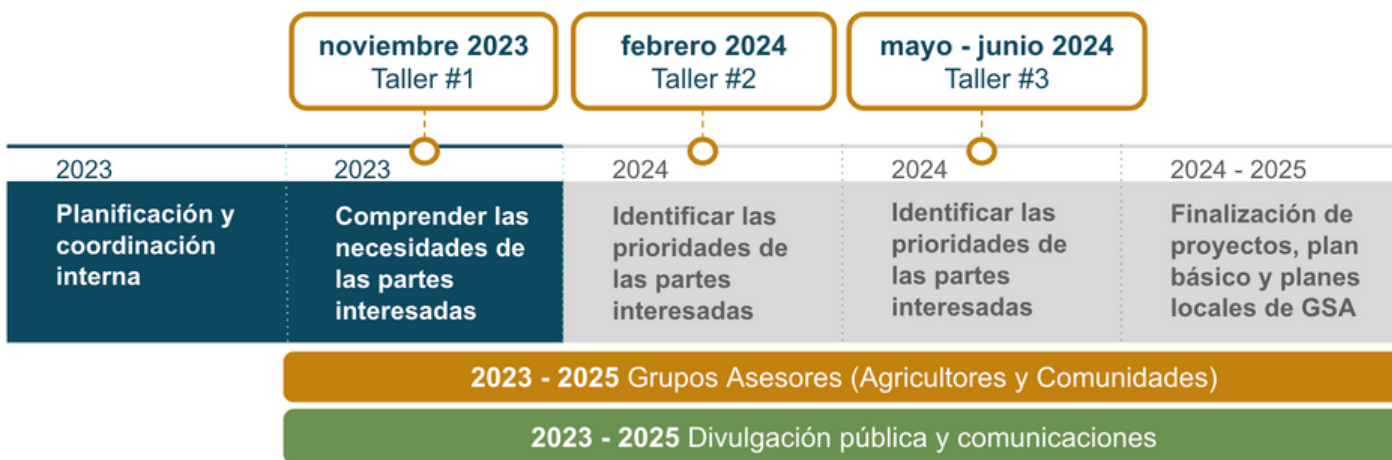 noviembre 2023
Taller #1
febrero 2024
Taller #2
mayo - junio 2024
Taller #3
2023
Planificación y
coordinación
interna
2023
Comprender las
necesidades de
las partes
interesadas
2024
Identificar las
prioridades de
las partes
interesadas
2024
Identificar las
prioridades de
las partes
interesadas
2024 - 2025
Finalización de
proyectos, plan
básico y planes
locales de GSA
2023 - 2025 Grupos Asesores (Agricultores y Comunidades)
2023 - 2025 Divulgación pública y comunicaciones